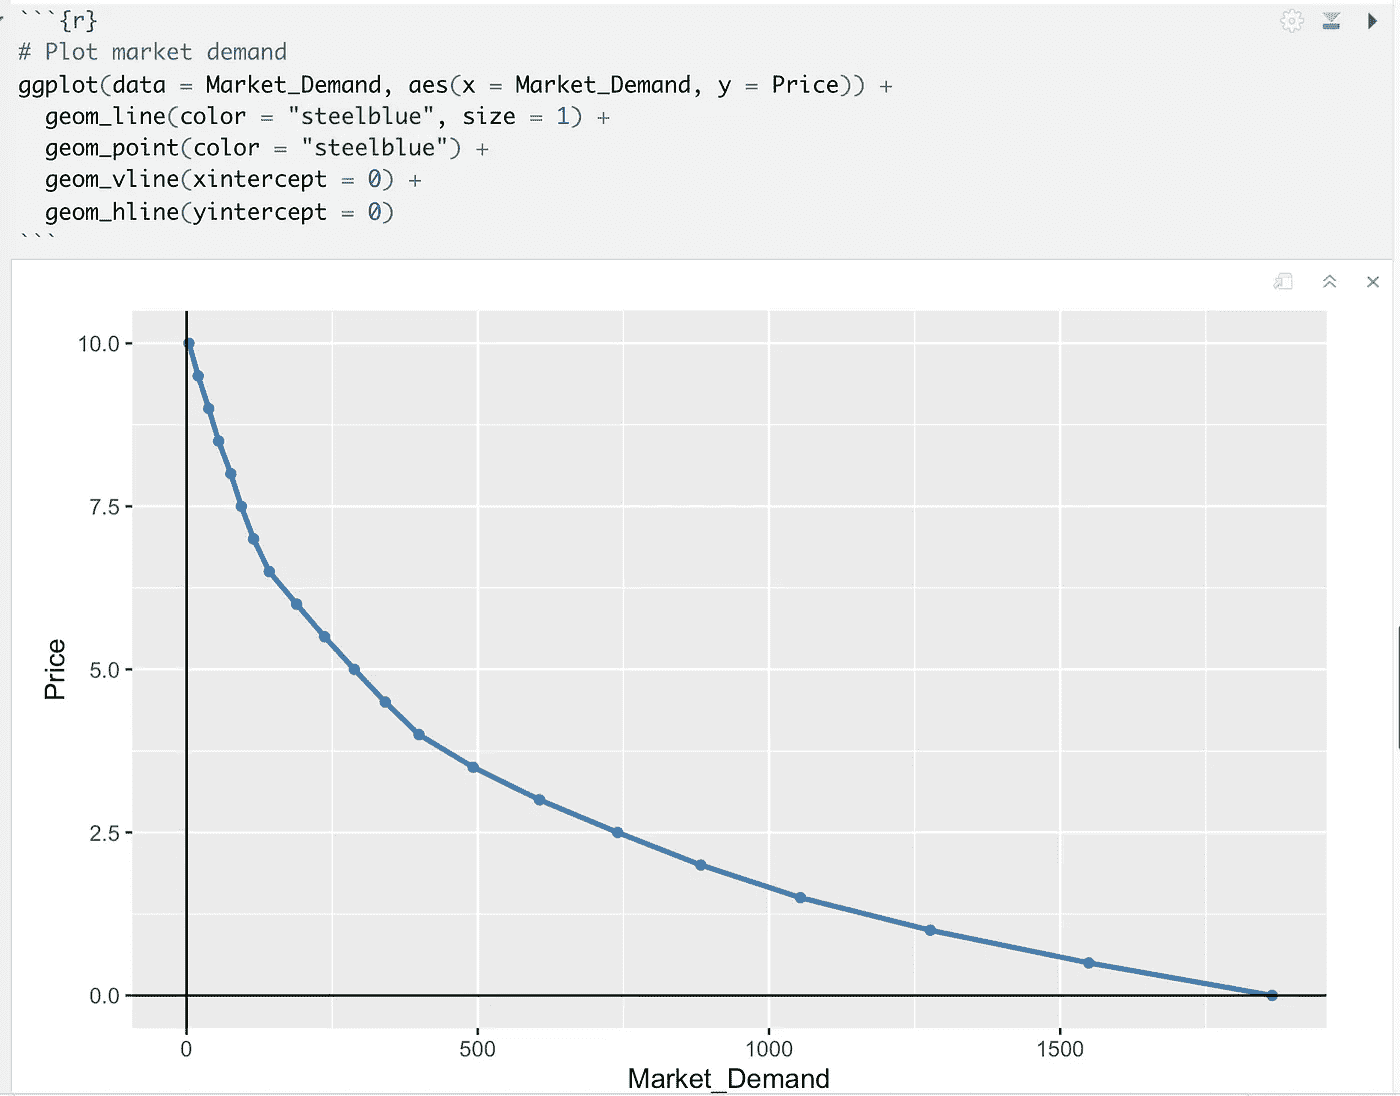 ```{r}
# Plot market demand
ggplot(data = Market_Demand, aes(x = Market_Demand, y = Price)) +
  geom_line(color = "steelblue", size = 1) +
  geom_point(color = "steelblue") +
  geom_vline(xintercept = 0) +
  geom_hline(yintercept = 0)
```
10.0
7.5
5.0
2.5
0.0
Price
0 500 1000 1500
Market_Demand